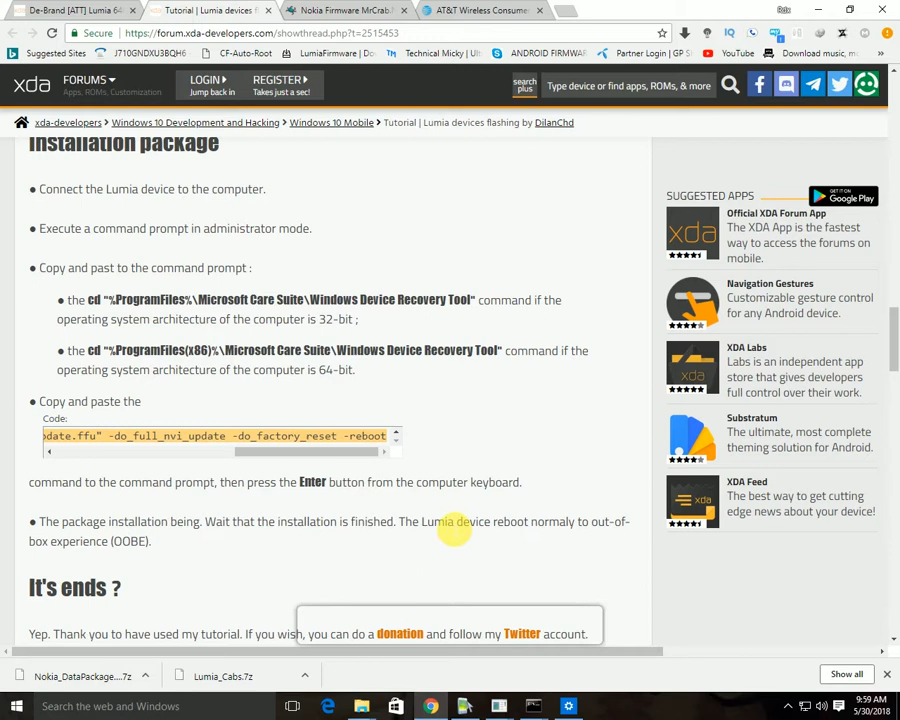 De-Brand [ATT] Lumia 64
Tutorial | Lumia devices f
Nokia Firmware MrCrab.
AT&T Wireless Consume
Secure
https://forum.xda-developers.com/showthread.php?t=2515453
Suggested Sites
J710GNDXU3BQH6
CF-Auto-Root
LumiaFirmware | Do
Technical Micky | Ul
ANDROID FIRMWA
Partner Login | GP S
YouTube
Download music, m
xda
FORUMS
Apps, ROMs, Customization
LOGIN
Jump back in
REGISTER
Takes just a sec!
search plus
Type device or find apps, ROMs, & more
xda-developers > Windows 10 Development and Hacking > Windows 10 Mobile > Tutorial | Lumia devices flashing by DilanChd
Installation package
● Connect the Lumia device to the computer.
● Execute a command prompt in administrator mode.
● Copy and past to the command prompt :
● the cd "%ProgramFiles%\Microsoft Care Suite\Windows Device Recovery Tool" command if the
operating system architecture of the computer is 32-bit ;
● the cd "%ProgramFiles(x86)%\Microsoft Care Suite\Windows Device Recovery Tool" command if the
operating system architecture of the computer is 64-bit.
● Copy and paste the
Code:
date.ffu" -do_full_nvi_update -do_factory_reset -reboot
command to the command prompt, then press the Enter button from the computer keyboard.
● The package installation being. Wait that the installation is finished. The Lumia device reboot normaly to out-of-
box experience (OOBE).
It's ends ?
Yep. Thank you to have used my tutorial. If you wish, you can do a donation and follow my Twitter account.
SUGGESTED APPS
GET IT ON
Google Play
Official XDA Forum App
The XDA App is the fastest
way to access the forums on
mobile.
Navigation Gestures
Customizable gesture control
for any Android device.
XDA Labs
Labs is an independent app
store that gives developers
full control over their work.
Substratum
The ultimate, most complete
theming solution for Android.
XDA Feed
The best way to get cutting
edge news about your device!
Nokia_DataPackage....7z
Lumia_Cabs.7z
Show all
Search the web and Windows
9:59 AM
5/30/2018